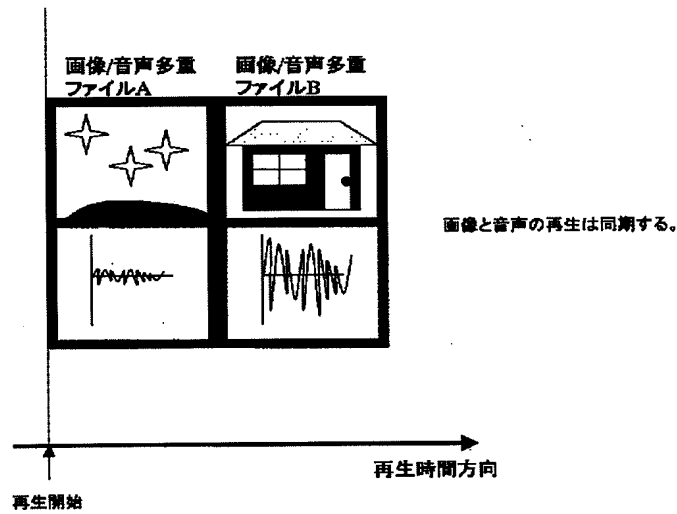 画像/音声多重
ファイルA
画像/音声多重
ファイルB
画像と音声の再生は同期する。
再生時間方向
再生開始